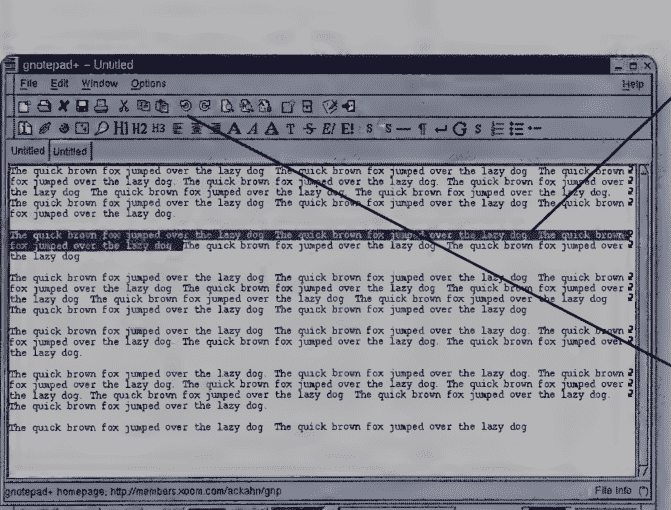 gnotepad+ – Untitled
File Edit Window Options Help
H1 H2 H3 A A A T S E/ E! S S ¶ G S
Untitled Untitled
The quick brown fox jumped over the lazy dog The quick brown fox jumped over the lazy dog The quick brown
fox jumped over the lazy dog. The quick brown fox jumped over the lazy dog. The quick brown fox jumped over
the lazy dog The quick brown fox jumped over the lazy dog. The quick brown fox jumped over the lazy dog.
The quick brown fox jumped over the lazy dog The quick brown fox jumped over the lazy dog. The quick brown
fox jumped over the lazy dog.
The quick brown fox jumped over the lazy dog The quick brown fox jumped over the lazy dog The quick brown
fox jumped over the lazy dog The quick brown fox jumped over the lazy dog The quick brown fox jumped over
the lazy dog
The quick brown fox jumped over the lazy dog The quick brown fox jumped over the lazy dog. The quick brown
fox jumped over the lazy dog The quick brown fox jumped over the lazy dog. The quick brown fox jumped over
the lazy dog The quick brown fox jumped over the lazy dog The quick brown fox jumped over the lazy dog
The quick brown fox jumped over the lazy dog The quick brown fox jumped over the lazy dog
The quick brown fox jumped over the lazy dog The quick brown fox jumped over the lazy dog. The quick brown
fox jumped over the lazy dog. The quick brown fox jumped over the lazy dog. The quick brown fox jumped over
the lazy dog.
The quick brown fox jumped over the lazy dog The quick brown fox jumped over the lazy dog. The quick brown
fox jumped over the lazy dog. The quick brown fox jumped over the lazy dog. The quick brown fox jumped over
the lazy dog. The quick brown fox jumped over the lazy dog The quick brown fox jumped over the lazy dog.
The quick brown fox jumped over the lazy dog.
The quick brown fox jumped over the lazy dog The quick brown fox jumped over the lazy dog
gnotepad+ homepage; http://members.xoom.com/ackahn/gnp File Info (*)